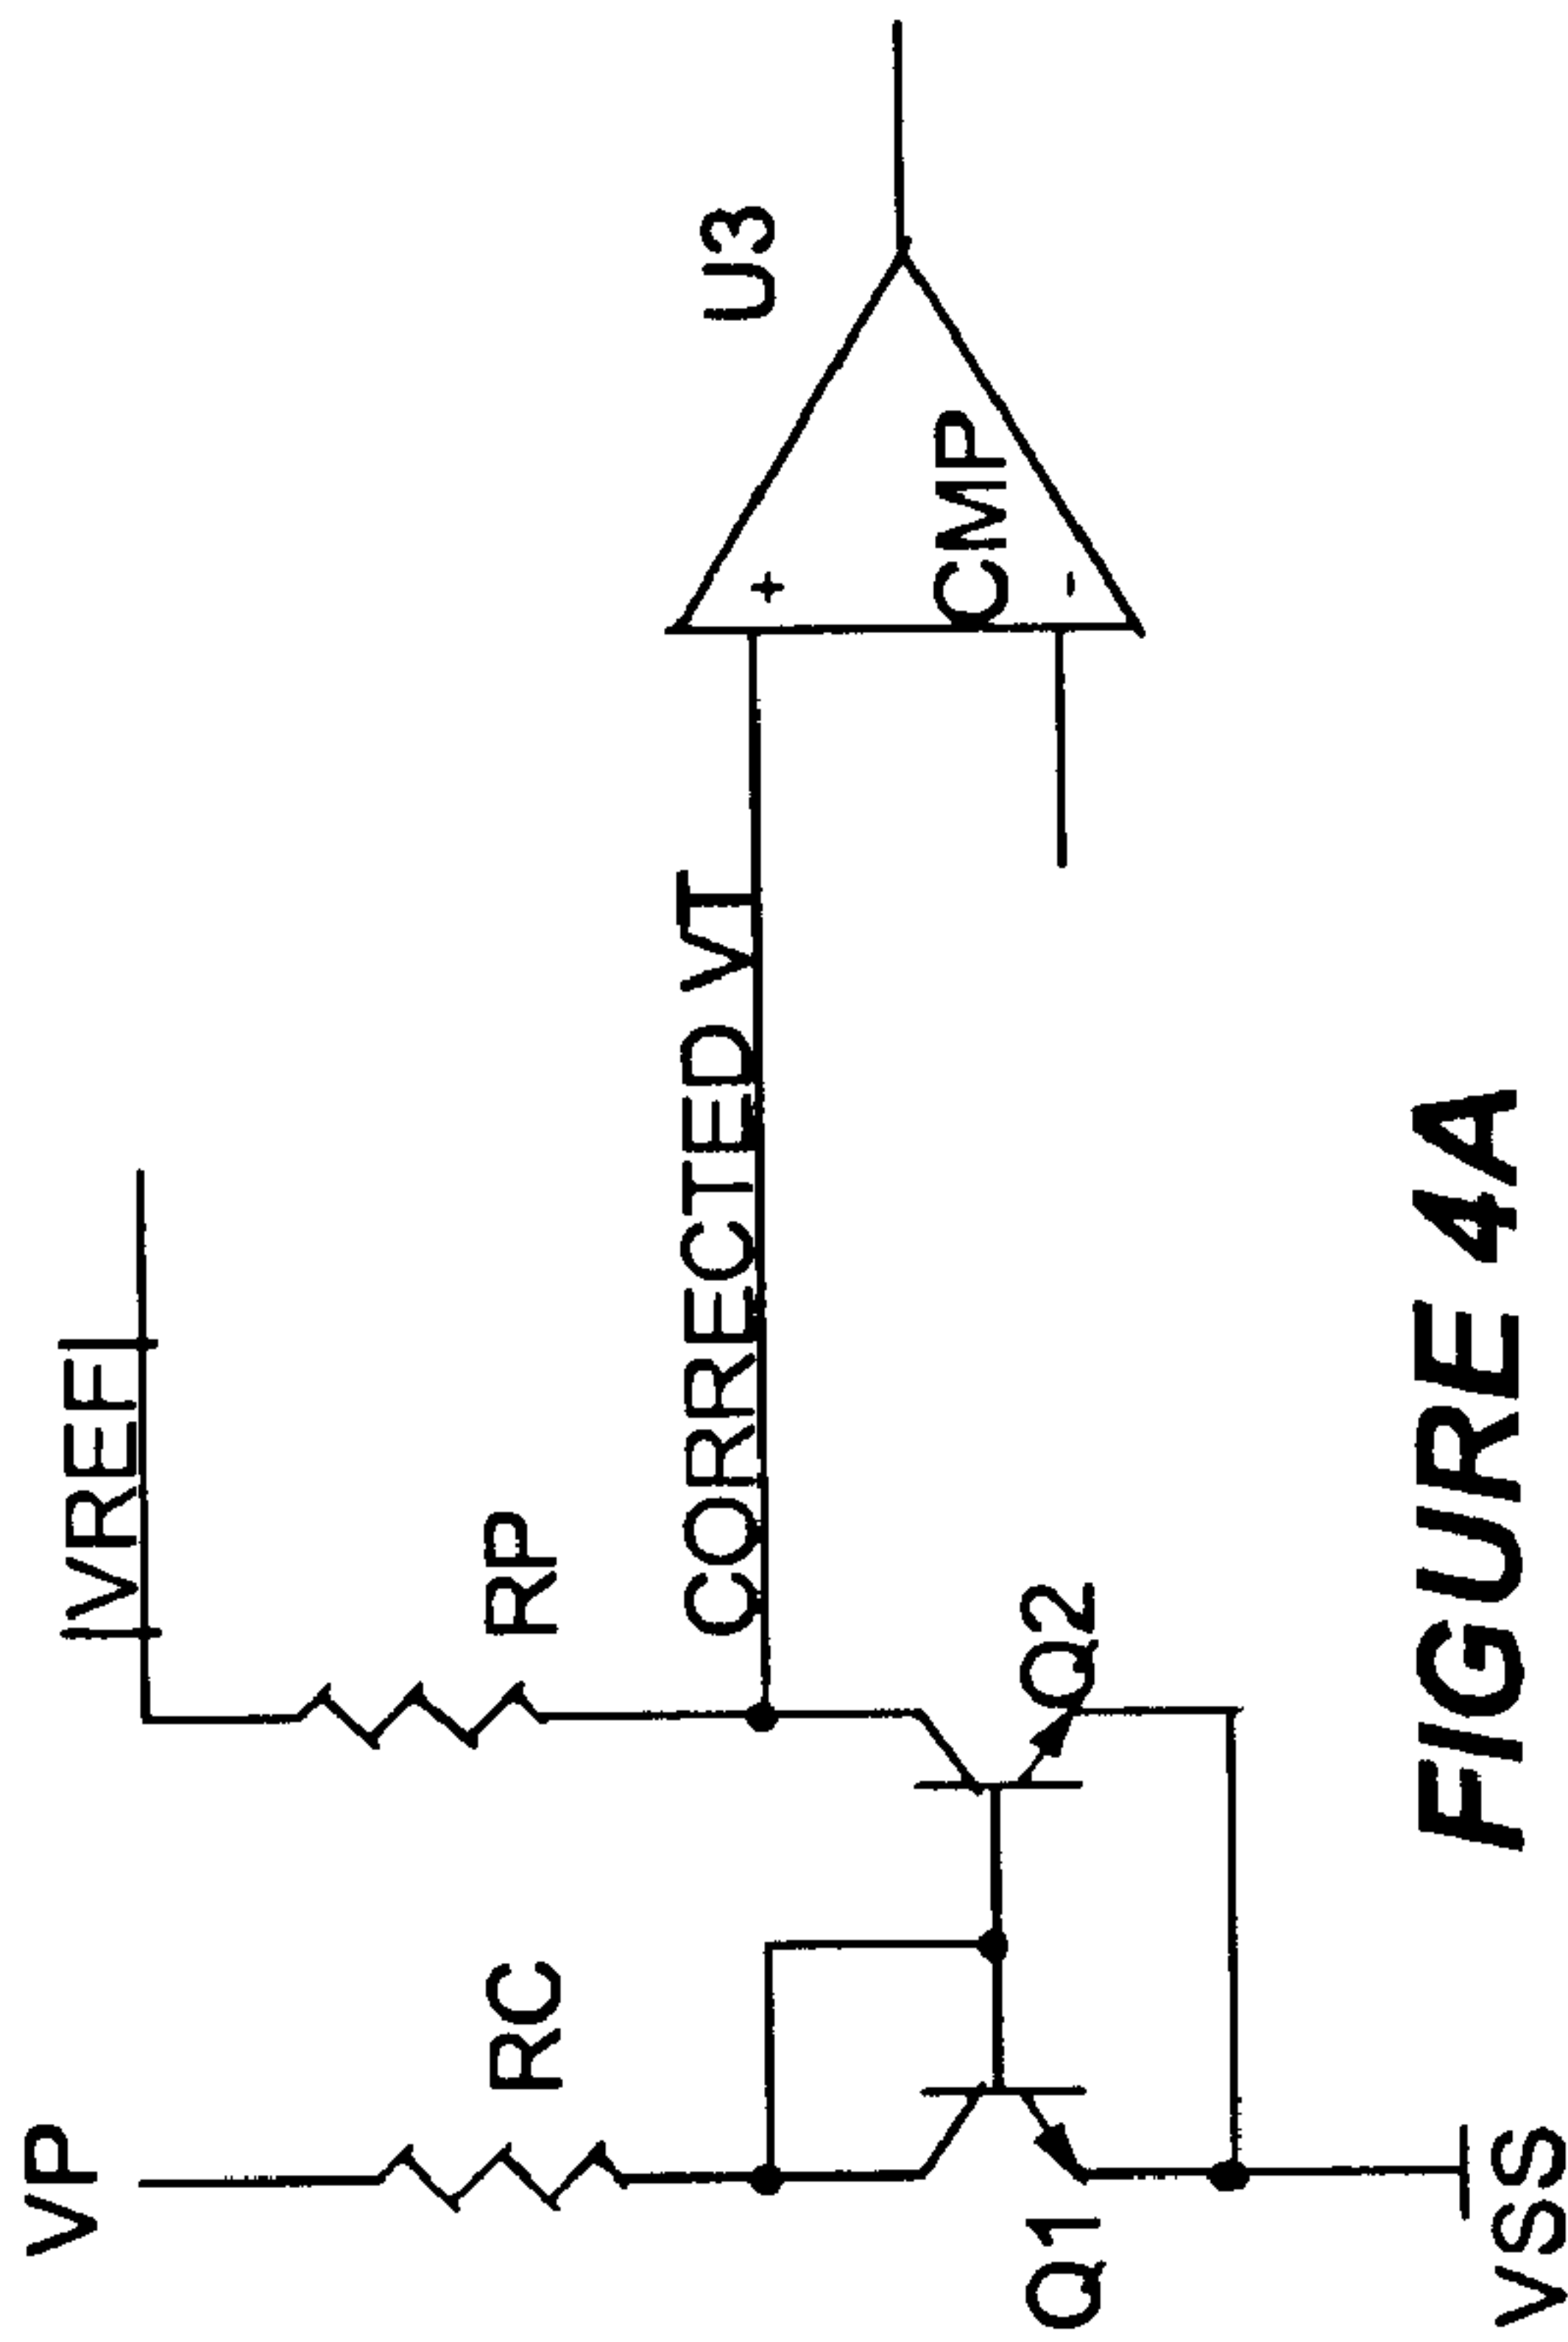 VP
|VREF|
RC
RP
CORRECTED VT
U3
+
CMP
-
Q1
Q2
VSS
FIGURE 4A